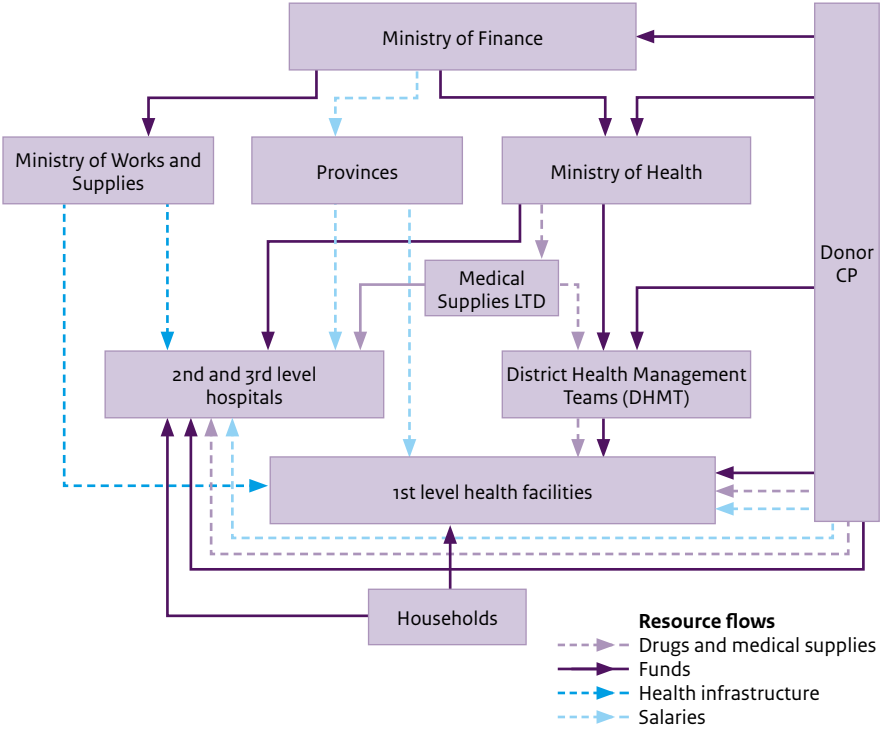 Ministry of Finance
Ministry of Works and
Supplies
Provinces
Ministry of Health
Donor
CP
Medical
Supplies LTD
2nd and 3rd level
hospitals
District Health Management
Teams (DHMT)
1st level health facilities
Households
Resource flows
Drugs and medical supplies
Funds
Health infrastructure
Salaries